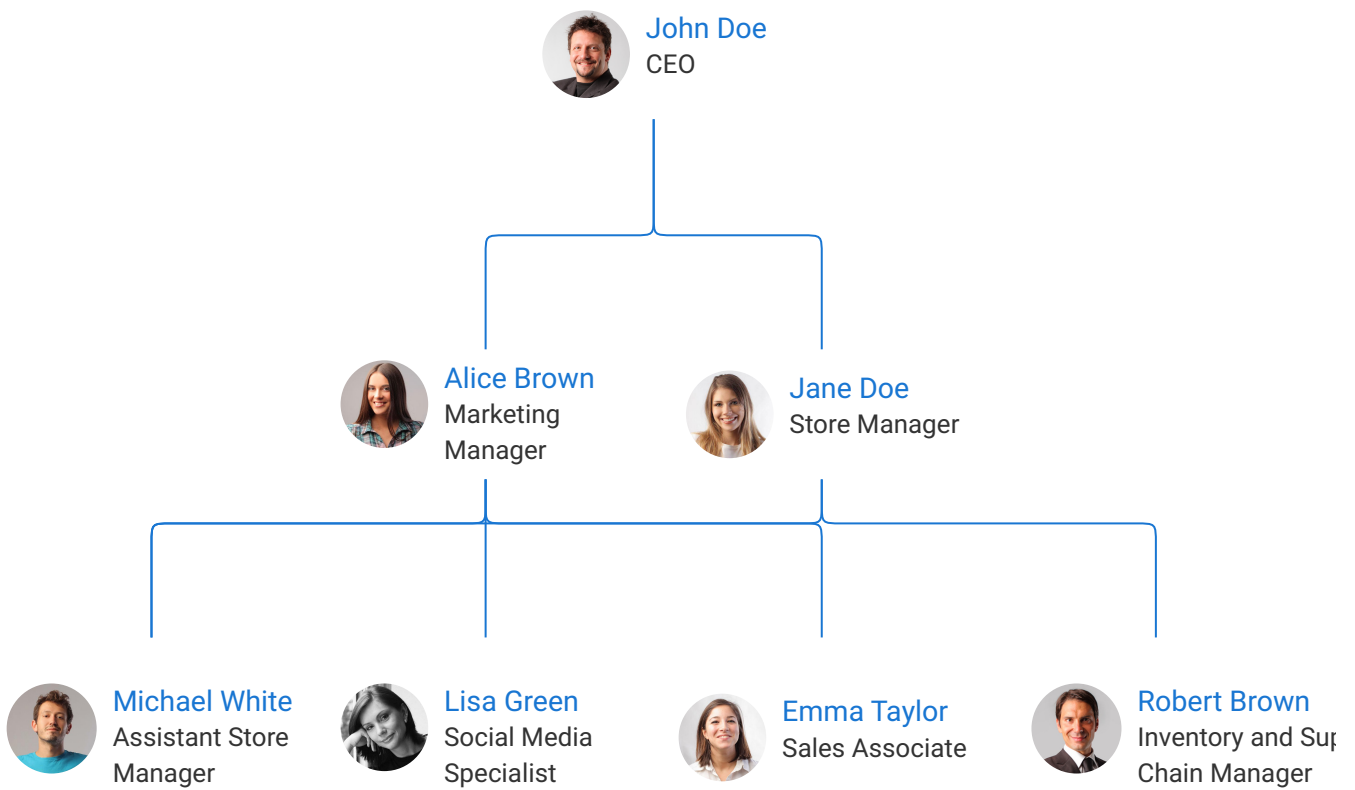 John Doe
CEO
Alice Brown
Marketing
Manager
Jane Doe
Store Manager
Michael White
Assistant Store
Manager
Lisa Green
Social Media
Specialist
Emma Taylor
Sales Associate
Robert Brown
Inventory and
Chain Manager